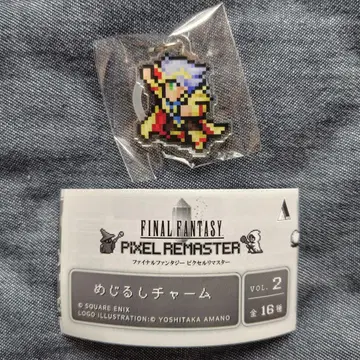 FINAL FANTASY
PIXEL REMASTER
ファイナルファンタジー ピクセルリマスター
めじるしチャーム
VOL. 2
全16種
© SQUARE ENIX
LOGO ILLUSTRATION:© YOSHITAKA AMANO